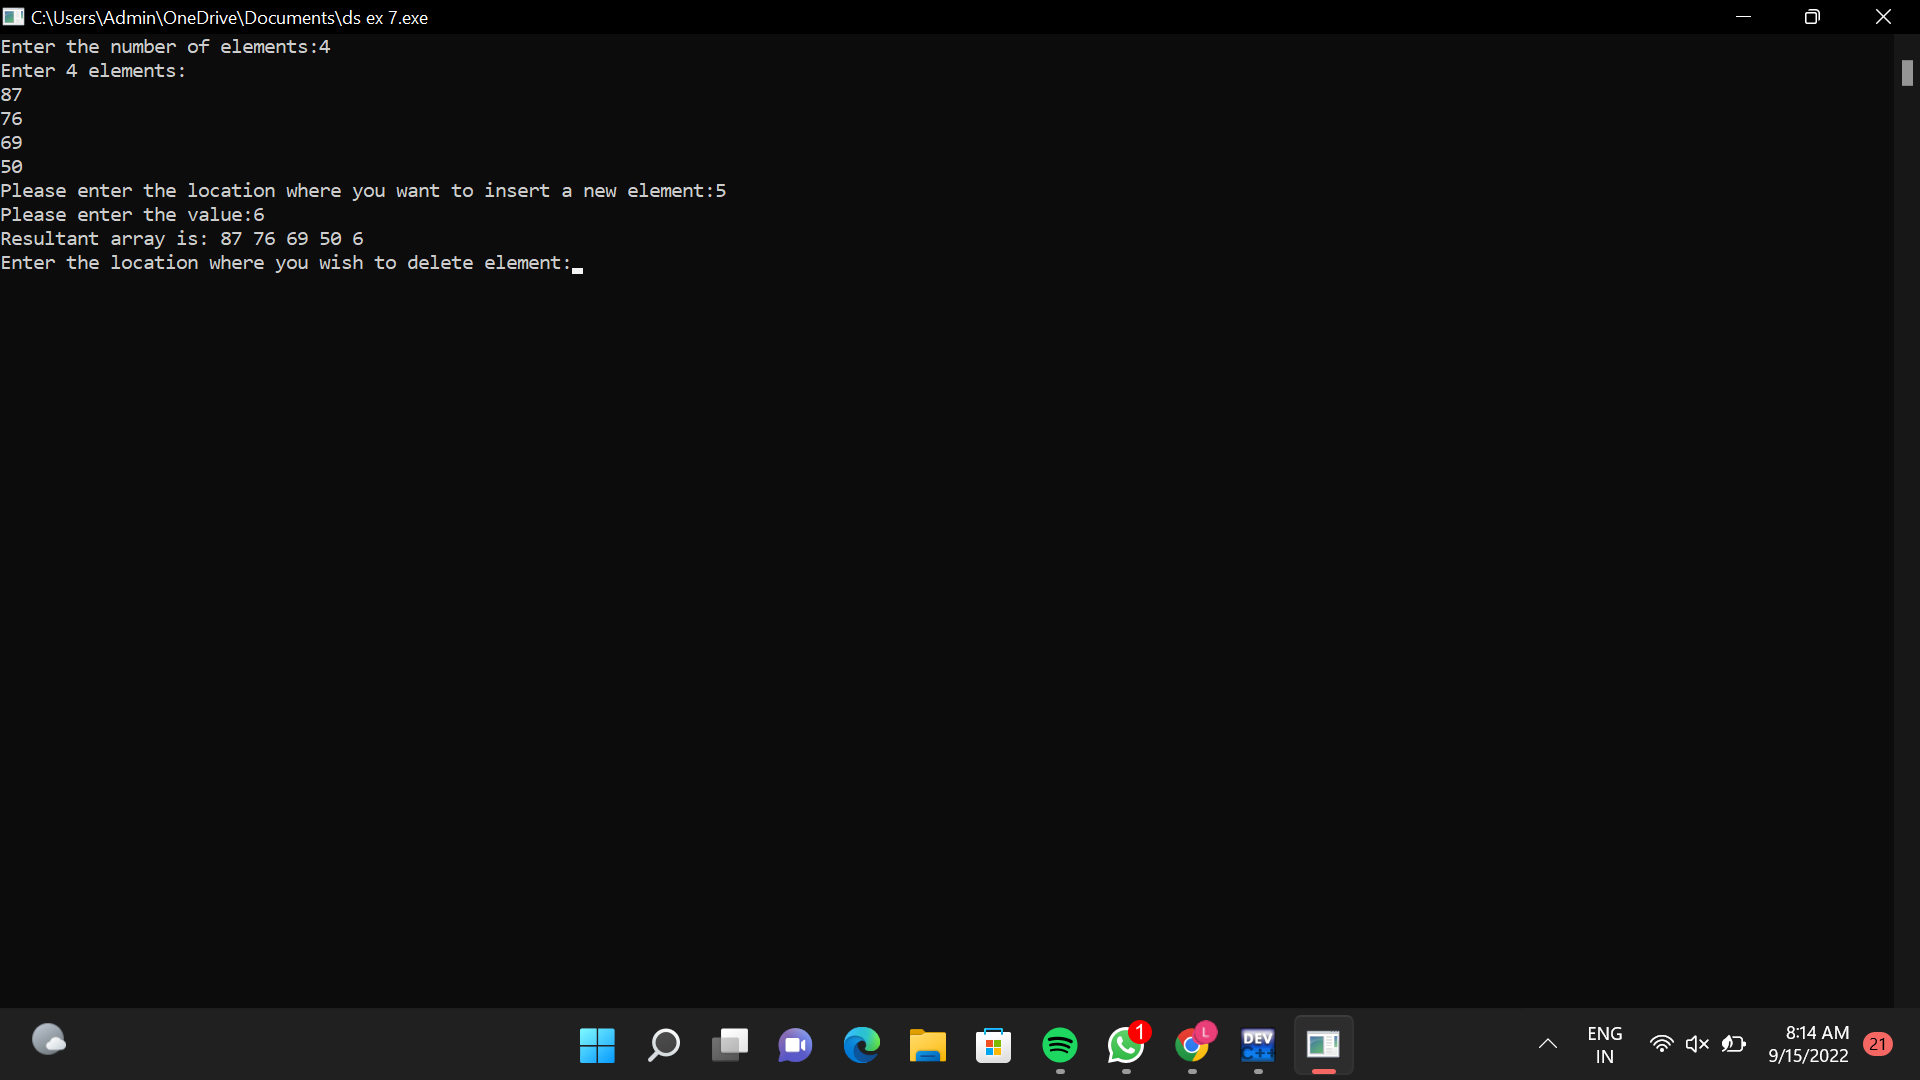 C:\Users\Admin\OneDrive\Documents\ds ex 7.exe
Enter the number of elements:4
Enter 4 elements:
87
76
69
50
Please enter the location where you want to insert a new element:5
Please enter the value:6
Resultant array is: 87 76 69 50 6
Enter the location where you wish to delete element:
1
L
DEV
C++
ENG
IN
8:14 AM
9/15/2022
21